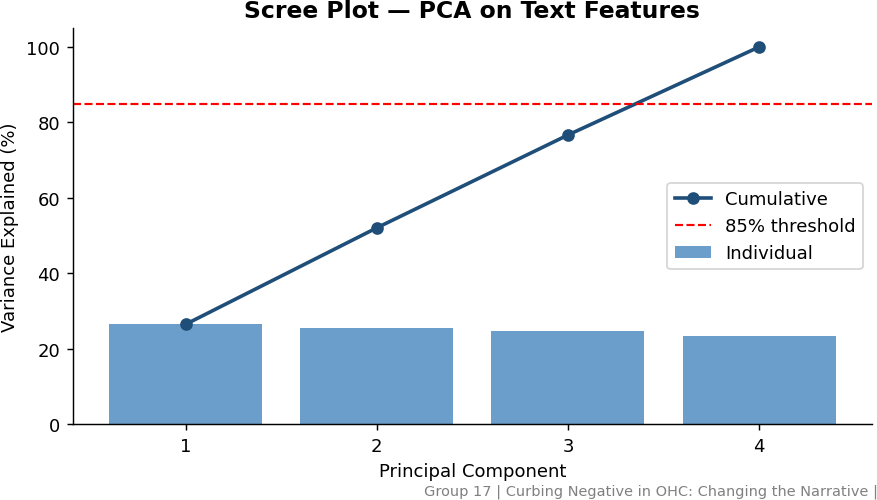 Scree Plot — PCA on Text Features
Variance Explained (%)
100
80
60
40
20
0
Cumulative
85% threshold
Individual
1 2 3 4
Principal Component
Group 17 | Curbing Negative in OHC: Changing the Narrative |